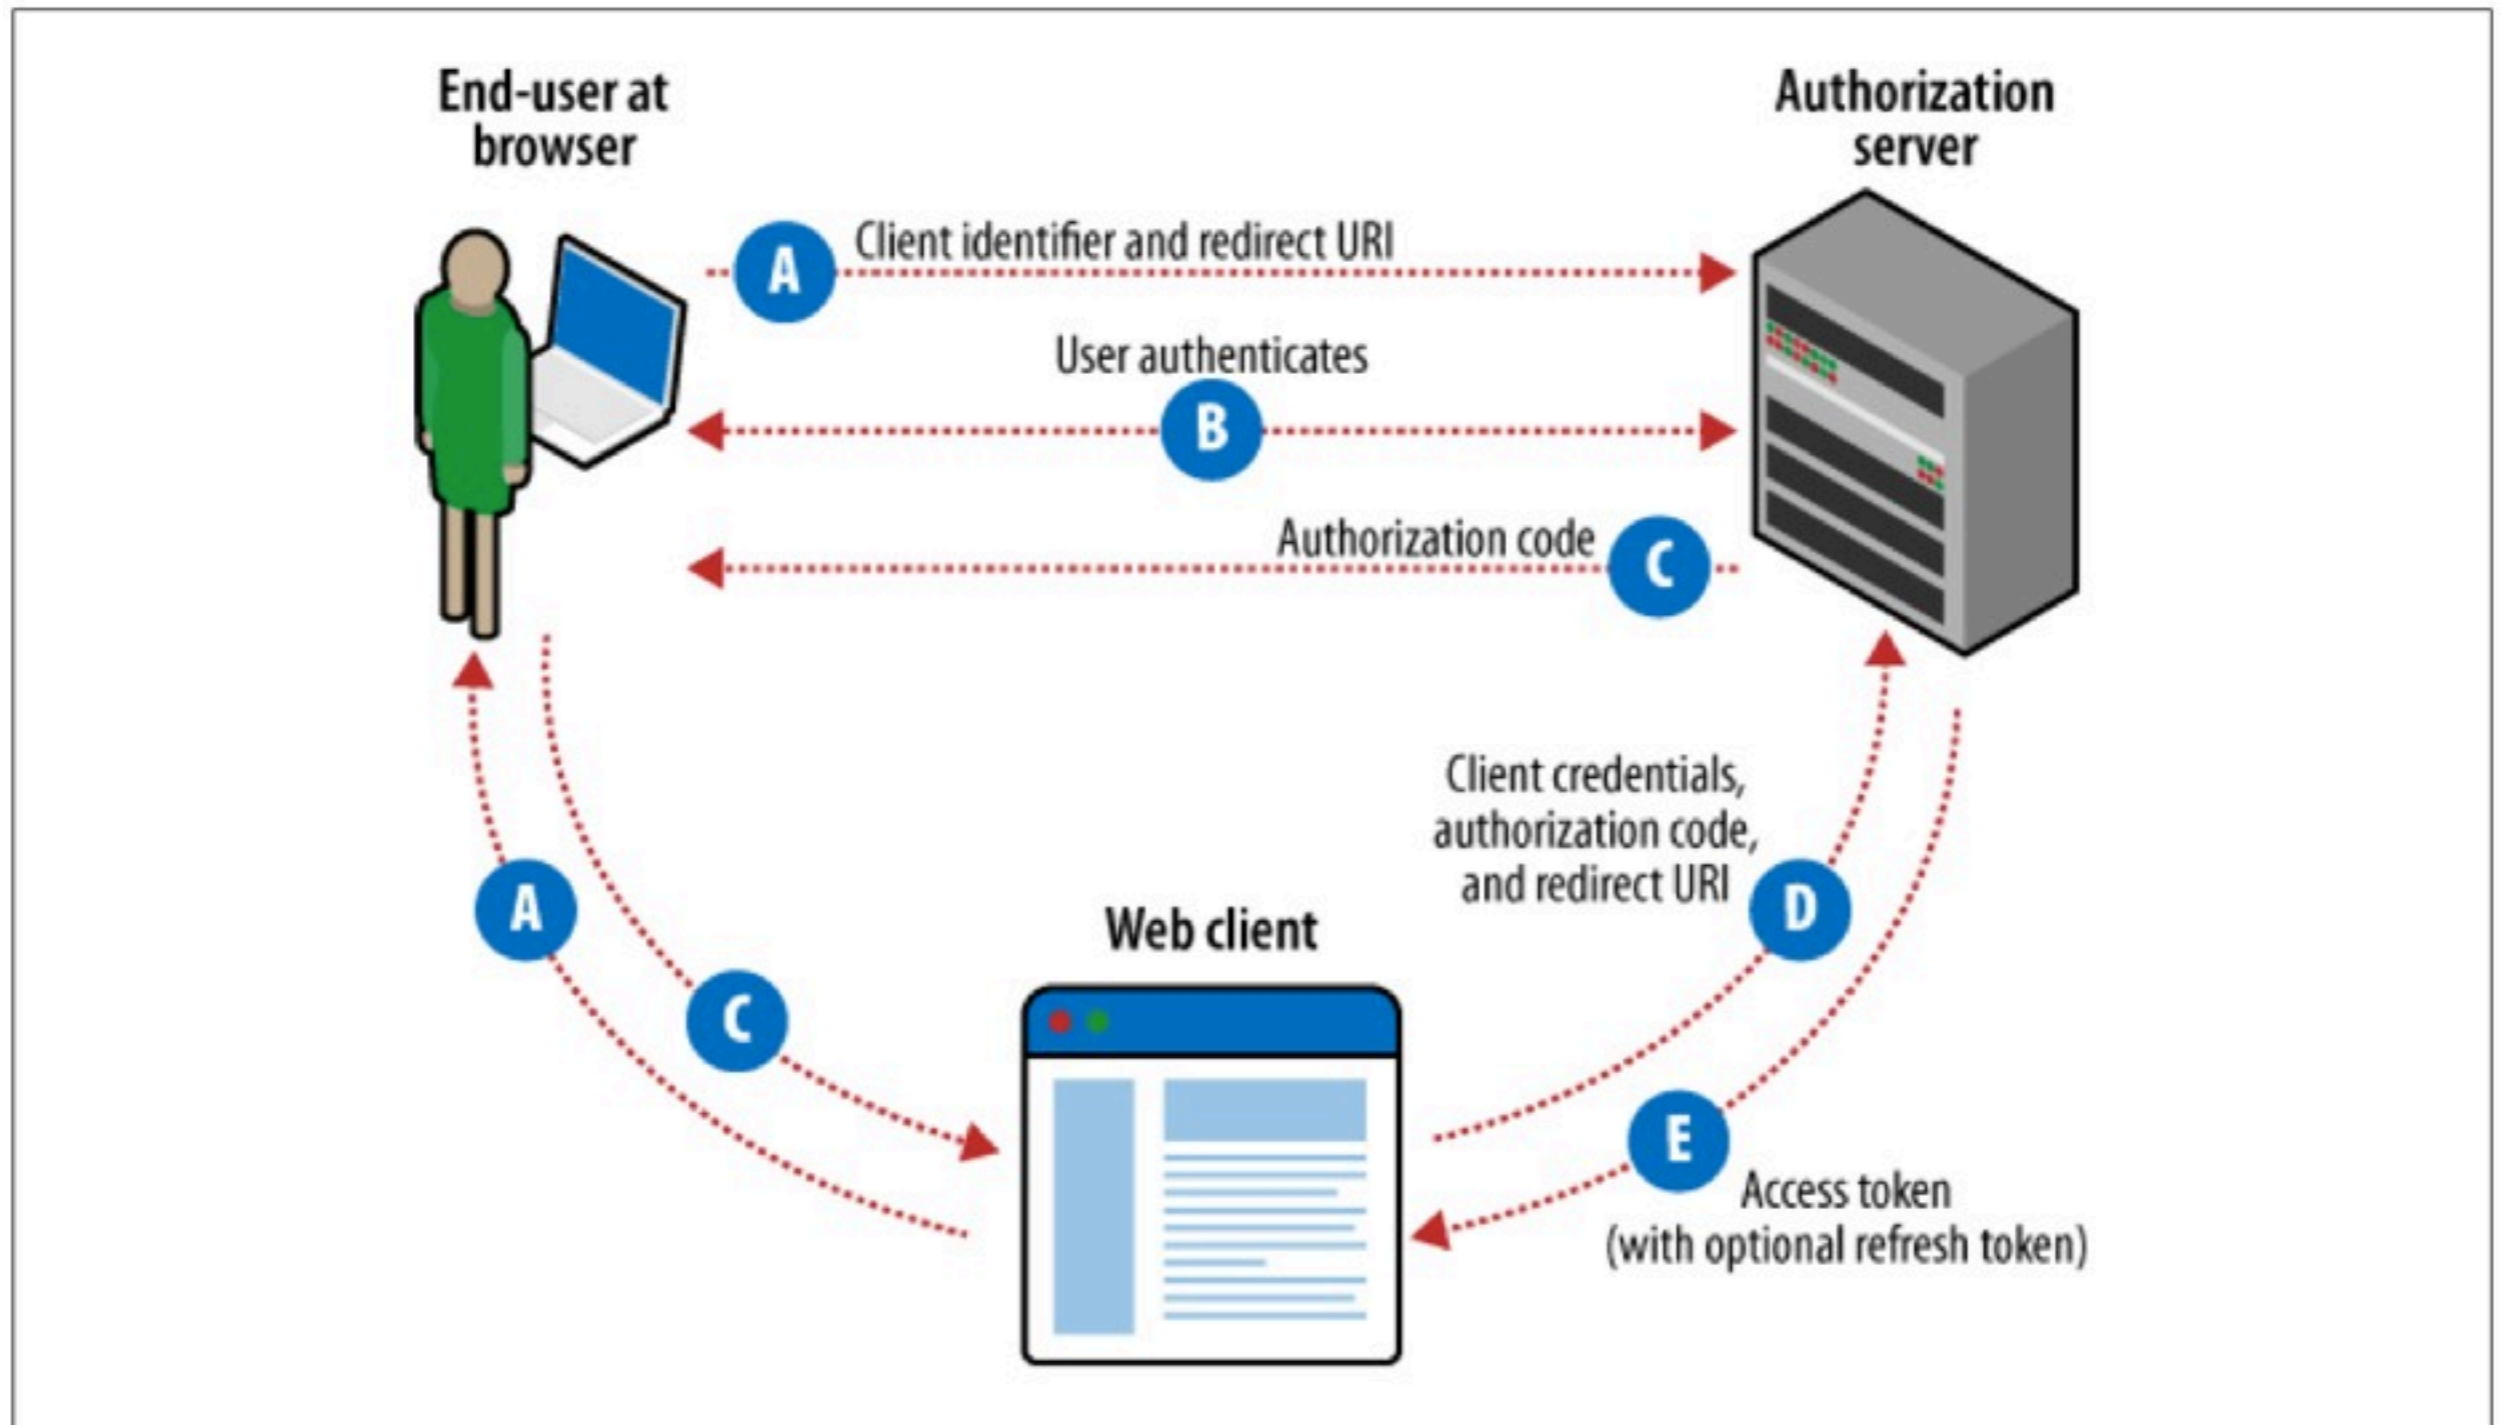 End-user at
browser
Authorization
server
A
Client identifier and redirect URI
User authenticates
B
Authorization code
C
Client credentials,
authorization code,
and redirect URI
A
D
Web client
C
E
Access token
(with optional refresh token)